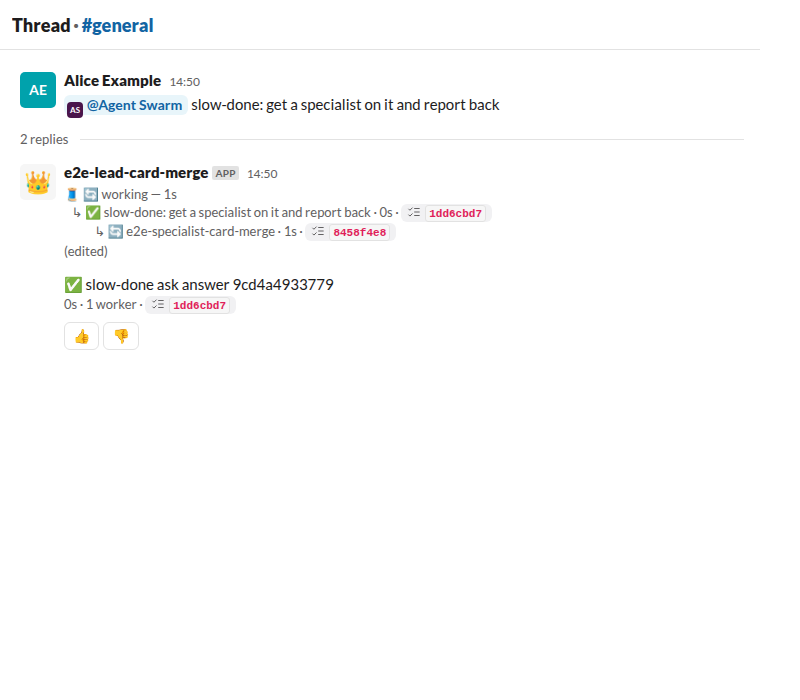 Thread • #general
AE
Alice Example 14:50
AS @Agent Swarm slow-done: get a specialist on it and report back
2 replies
e2e-lead-card-merge APP 14:50
🧵 🔄 working — 1s
↳ ✅ slow-done: get a specialist on it and report back · 0s · 1dd6cbd7
↳ 🔄 e2e-specialist-card-merge · 1s · 8458f4e8
(edited)
✅ slow-done ask answer 9cd4a4933779
0s · 1 worker · 1dd6cbd7